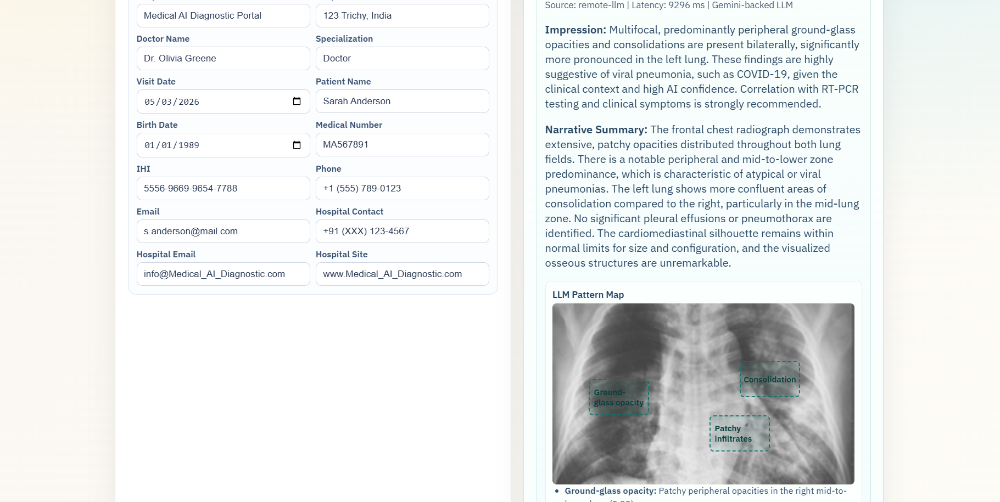 Medical AI Diagnostic Portal
123 Trichy, India
Doctor Name
Specialization
Dr. Olivia Greene
Doctor
Visit Date
Patient Name
05/03/2026
Sarah Anderson
Birth Date
Medical Number
01/01/1989
MA567891
IHI
Phone
5556-9669-9654-7788
+1 (555) 789-0123
Email
Hospital Contact
s.anderson@mail.com
+91 (XXX) 123-4567
Hospital Email
Hospital Site
info@Medical_AI_Diagnostic.com
www.Medical_AI_Diagnostic.com
Source: remote-llm | Latency: 9296 ms | Gemini-backed LLM
Impression: Multifocal, predominantly peripheral ground-glass
opacities and consolidations are present bilaterally, significantly
more pronounced in the left lung. These findings are highly
suggestive of viral pneumonia, such as COVID-19, given the
clinical context and high AI confidence. Correlation with RT-PCR
testing and clinical symptoms is strongly recommended.
Narrative Summary: The frontal chest radiograph demonstrates
extensive, patchy opacities distributed throughout both lung
fields. There is a notable peripheral and mid-to-lower zone
predominance, which is characteristic of atypical or viral
pneumonias. The left lung shows more confluent areas of
consolidation compared to the right, particularly in the mid-lung
zone. No significant pleural effusions or pneumothorax are
identified. The cardiomediastinal silhouette remains within
normal limits for size and configuration, and the visualized
osseous structures are unremarkable.
LLM Pattern Map
Consolidation
Ground-
glass opacity
Patchy
infiltrates
• Ground-glass opacity: Patchy peripheral opacities in the right mid-to-